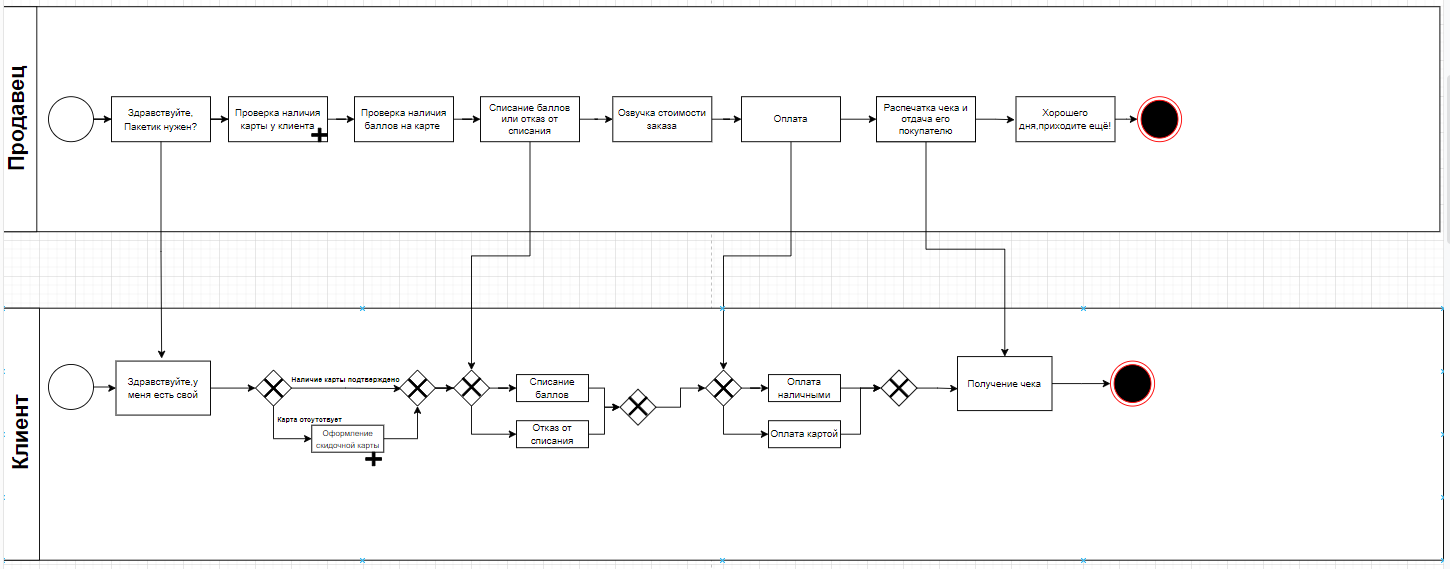 Продавец
Здравствуйте,
Пакетик нужен?
Проверка наличия
карты у клиента
Проверка наличия
баллов на карте
Списание баллов
или отказ от
списания
Озвучка стоимости
заказа
Оплата
Распечатка чека и
отдача его
покупателю
Хорошего
дня,приходите ещё!
Клиент
Здравствуйте,у
меня есть свой
Наличие карты подтверждено
Карта отсутствует
Оформление
скидочной карты
Списание
баллов
Отказ от
списания
Оплата
наличными
Оплата картой
Получение чека